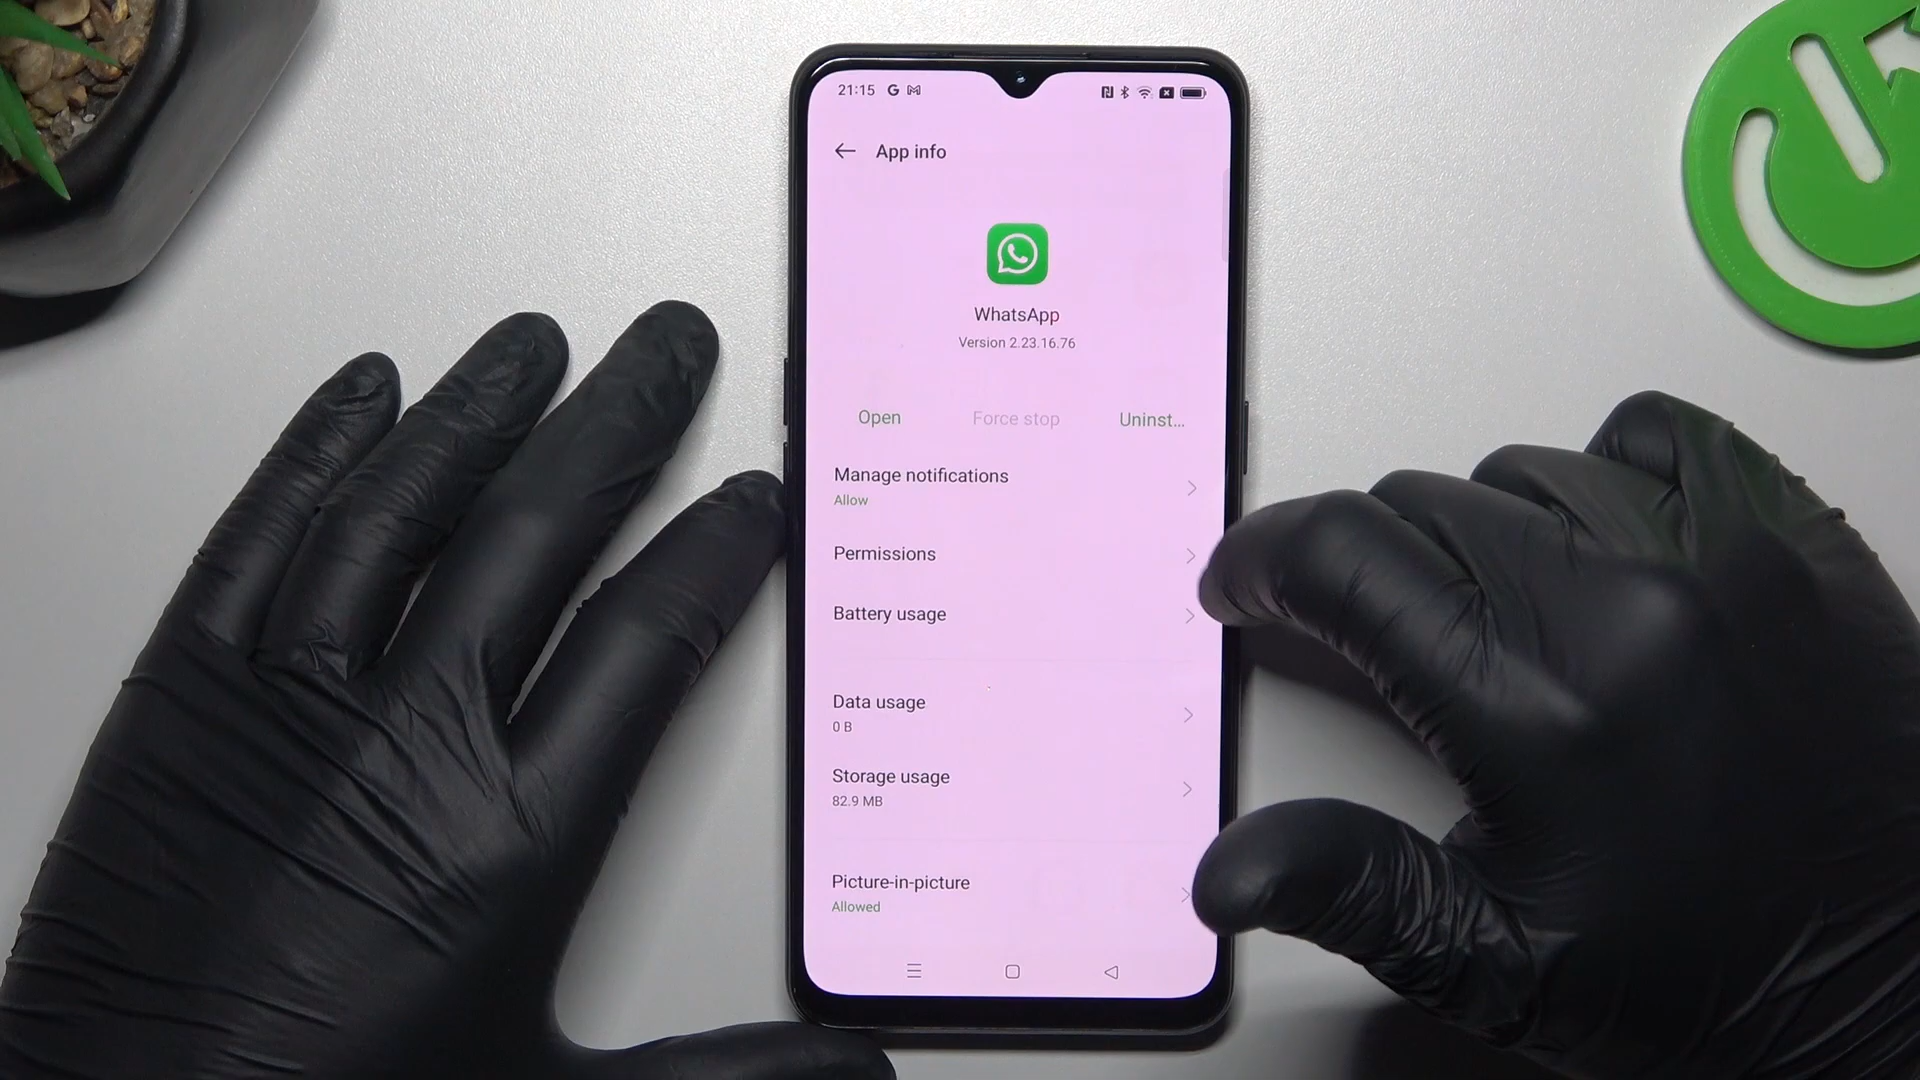 21:15
App info
WhatsApp
Version 2.23.16.76
Open Force stop Uninst...
Manage notifications
Allow
Permissions
Battery usage
Data usage
0 B
Storage usage
82.9 MB
Picture-in-picture
Allowed